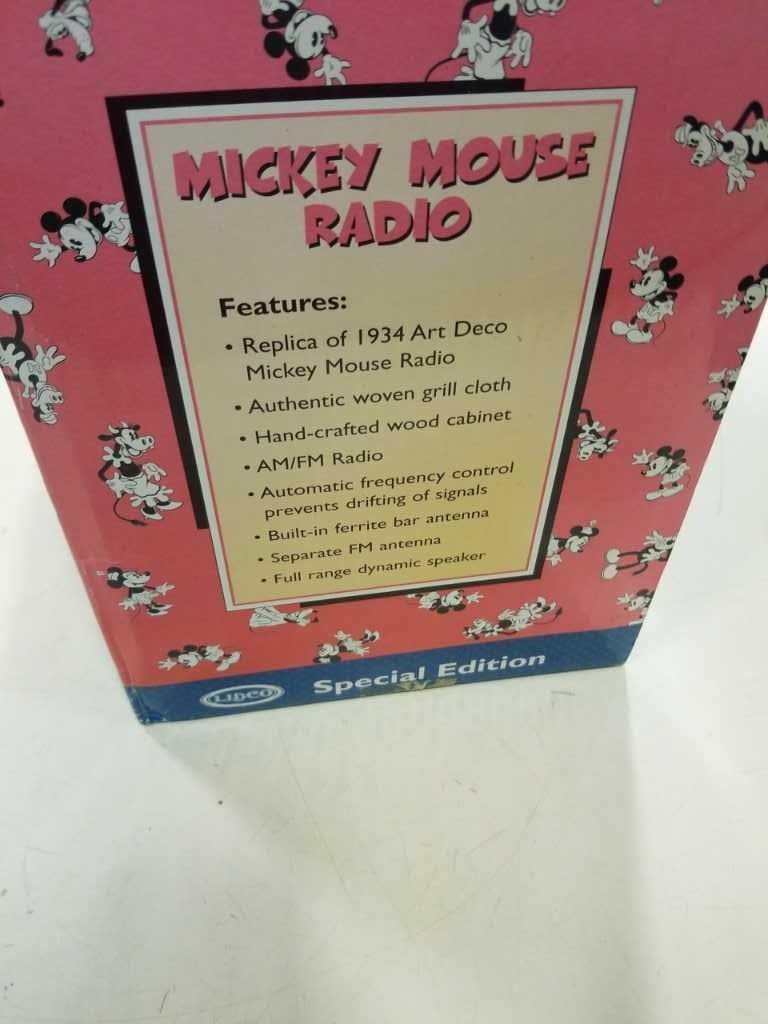 MICKEY MOUSE
RADIO
Features:
• Replica of 1934 Art Deco
Mickey Mouse Radio
• Authentic woven grill cloth
• Hand-crafted wood cabinet
• AM/FM Radio
• Automatic frequency control
prevents drifting of signals
• Built-in ferrite bar antenna
• Separate FM antenna
• Full range dynamic speaker
LIDCO Special Edition